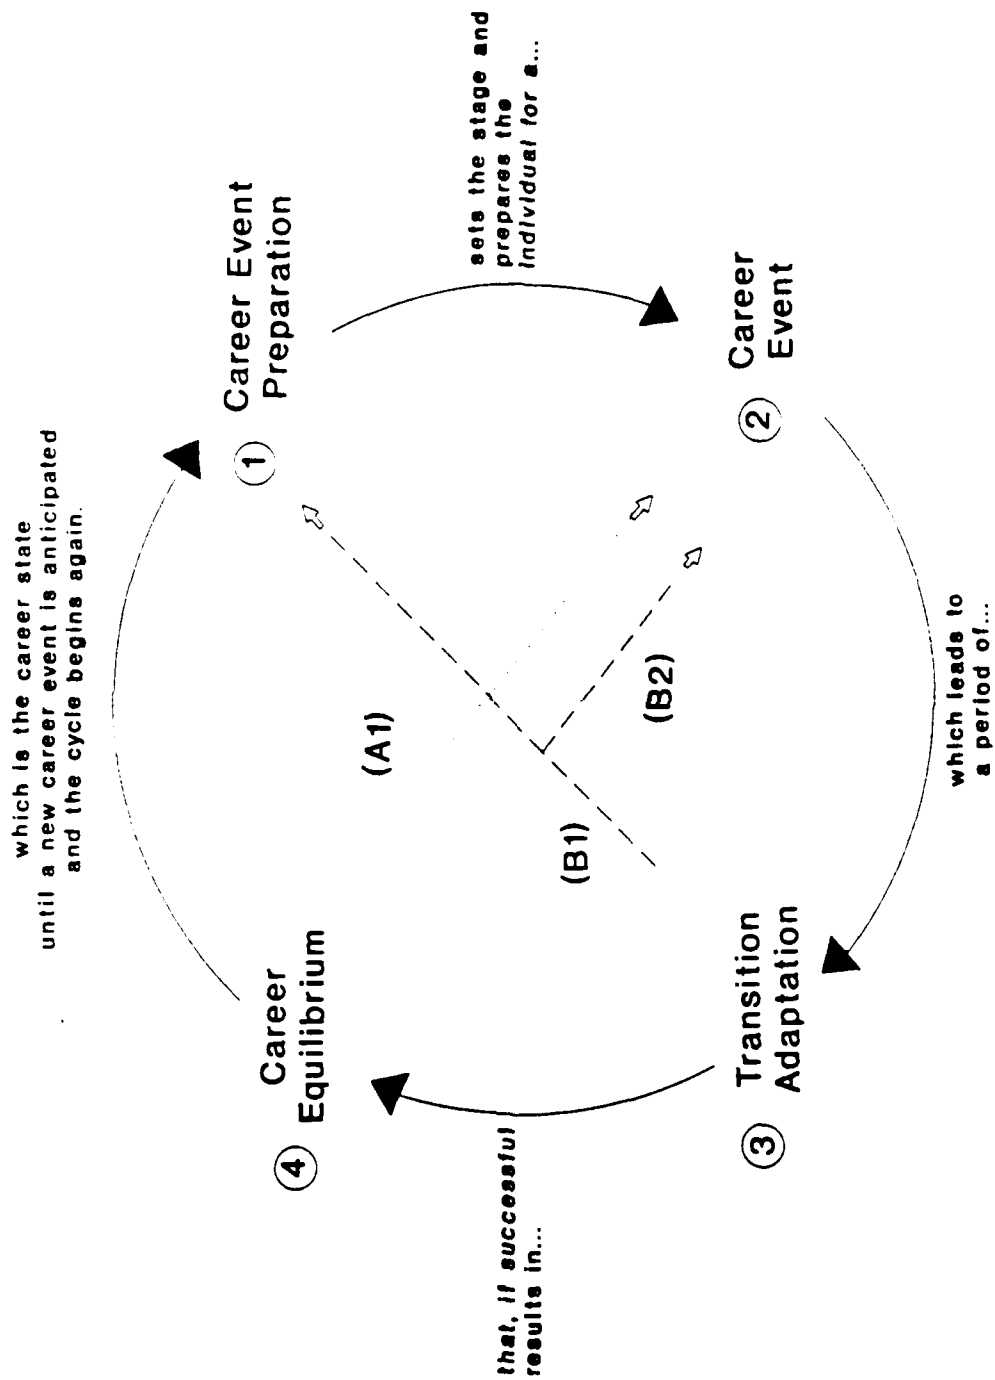 which is the career state
until a new career event is anticipated
and the cycle begins again.
1
Career Event
Preparation
sets the stage and
prepares the
individual for a...
2
Career
Event
which leads to
a period of...
3
Transition
Adaptation
that, if successful
results in...
4
Career
Equilibrium
(A1)
(B1)
(B2)